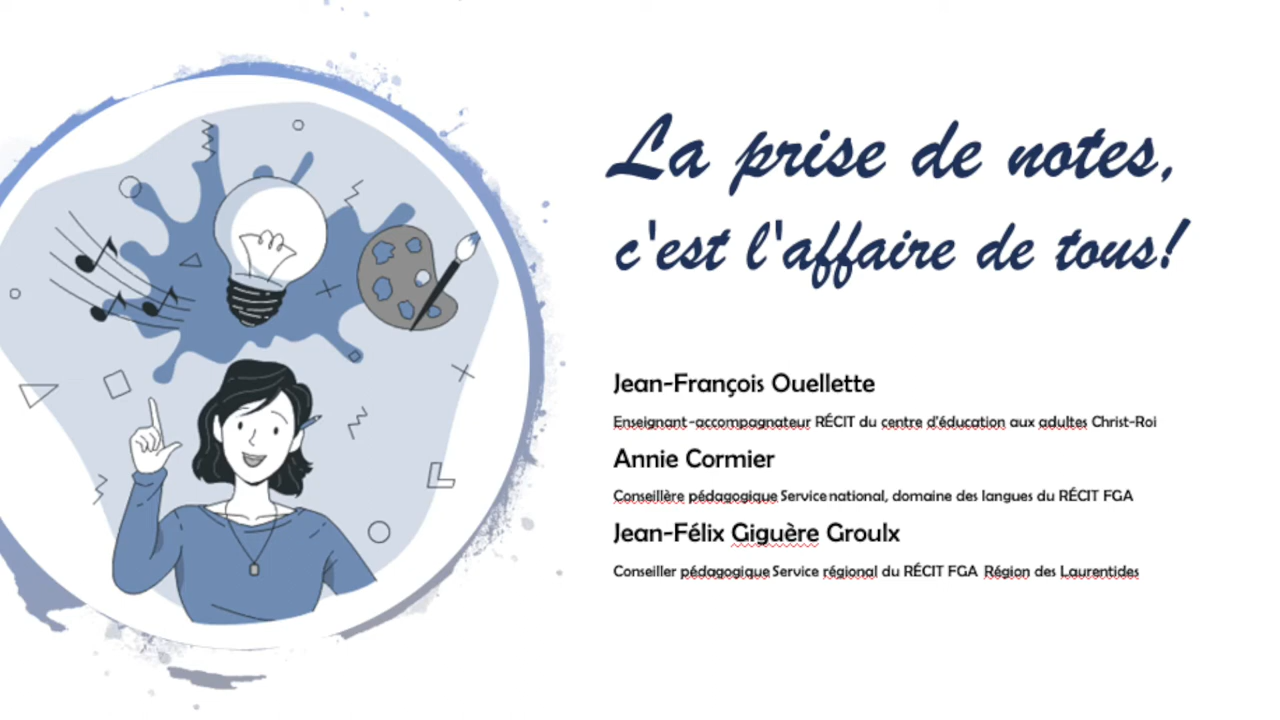 La prise de notes,
c'est l'affaire de tous!
Jean-François Ouellette
Enseignant-accompagnateur RÉCIT du centre d'éducation aux adultes Christ-Roi
Annie Cormier
Conseillère pédagogique Service national, domaine des langues du RÉCIT FGA
Jean-Félix Giguère Groulx
Conseiller pédagogique Service régional du RÉCIT FGA Région des Laurentides